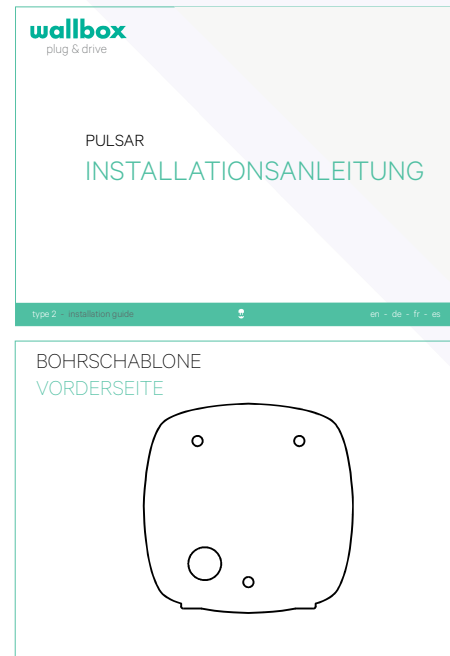 wallbox
plug & drive
PULSAR
INSTALLATIONSANLEITUNG
type 2 - installation guide
en - de - fr - es
BOHRSCHABLONE
VORDERSEITE